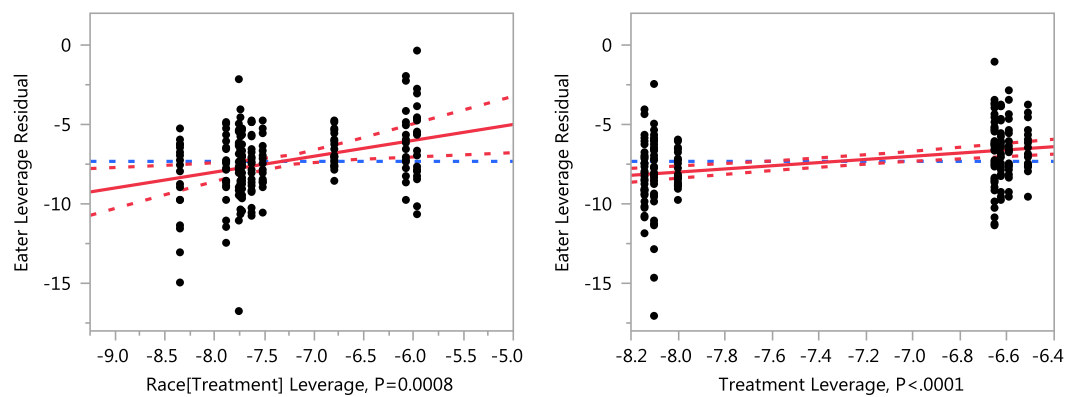 Eater Leverage Residual
0
-5
-10
-15
-9.0 -8.5 -8.0 -7.5 -7.0 -6.5 -6.0 -5.5 -5.0
Race[Treatment] Leverage, P=0.0008
Eater Leverage Residual
0
-5
-10
-15
-8.2 -8.0 -7.8 -7.6 -7.4 -7.2 -7.0 -6.8 -6.6 -6.4
Treatment Leverage, P<.0001